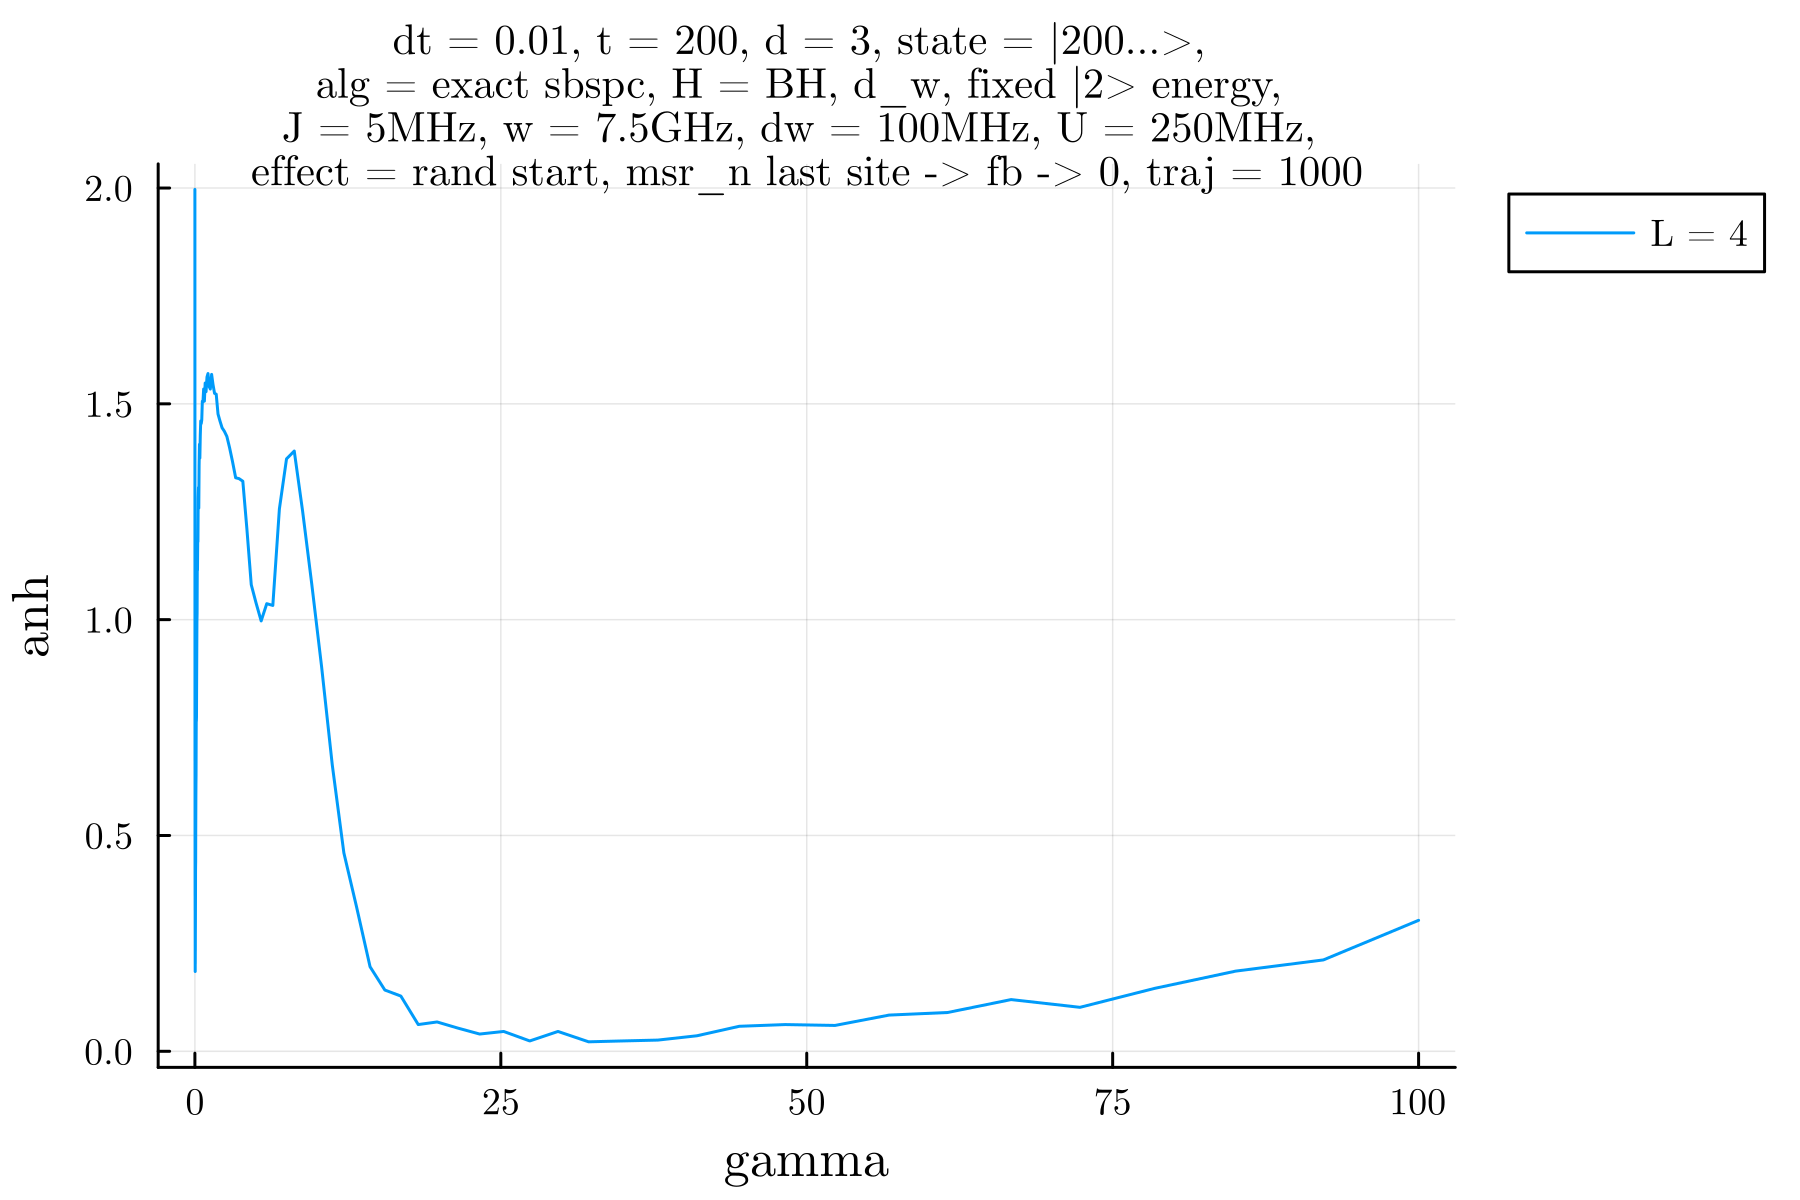 dt = 0.01, t = 200, d = 3, state = |200...>,
alg = exact sbspc, H = BH, d_w, fixed |2> energy,
J = 5MHz, w = 7.5GHz, dw = 100MHz, U = 250MHz,
effect = rand start, msr_n last site -> fb -> 0, traj = 1000
L = 4
2.0
1.5
1.0
0.5
0.0
anh
0 25 50 75 100
gamma